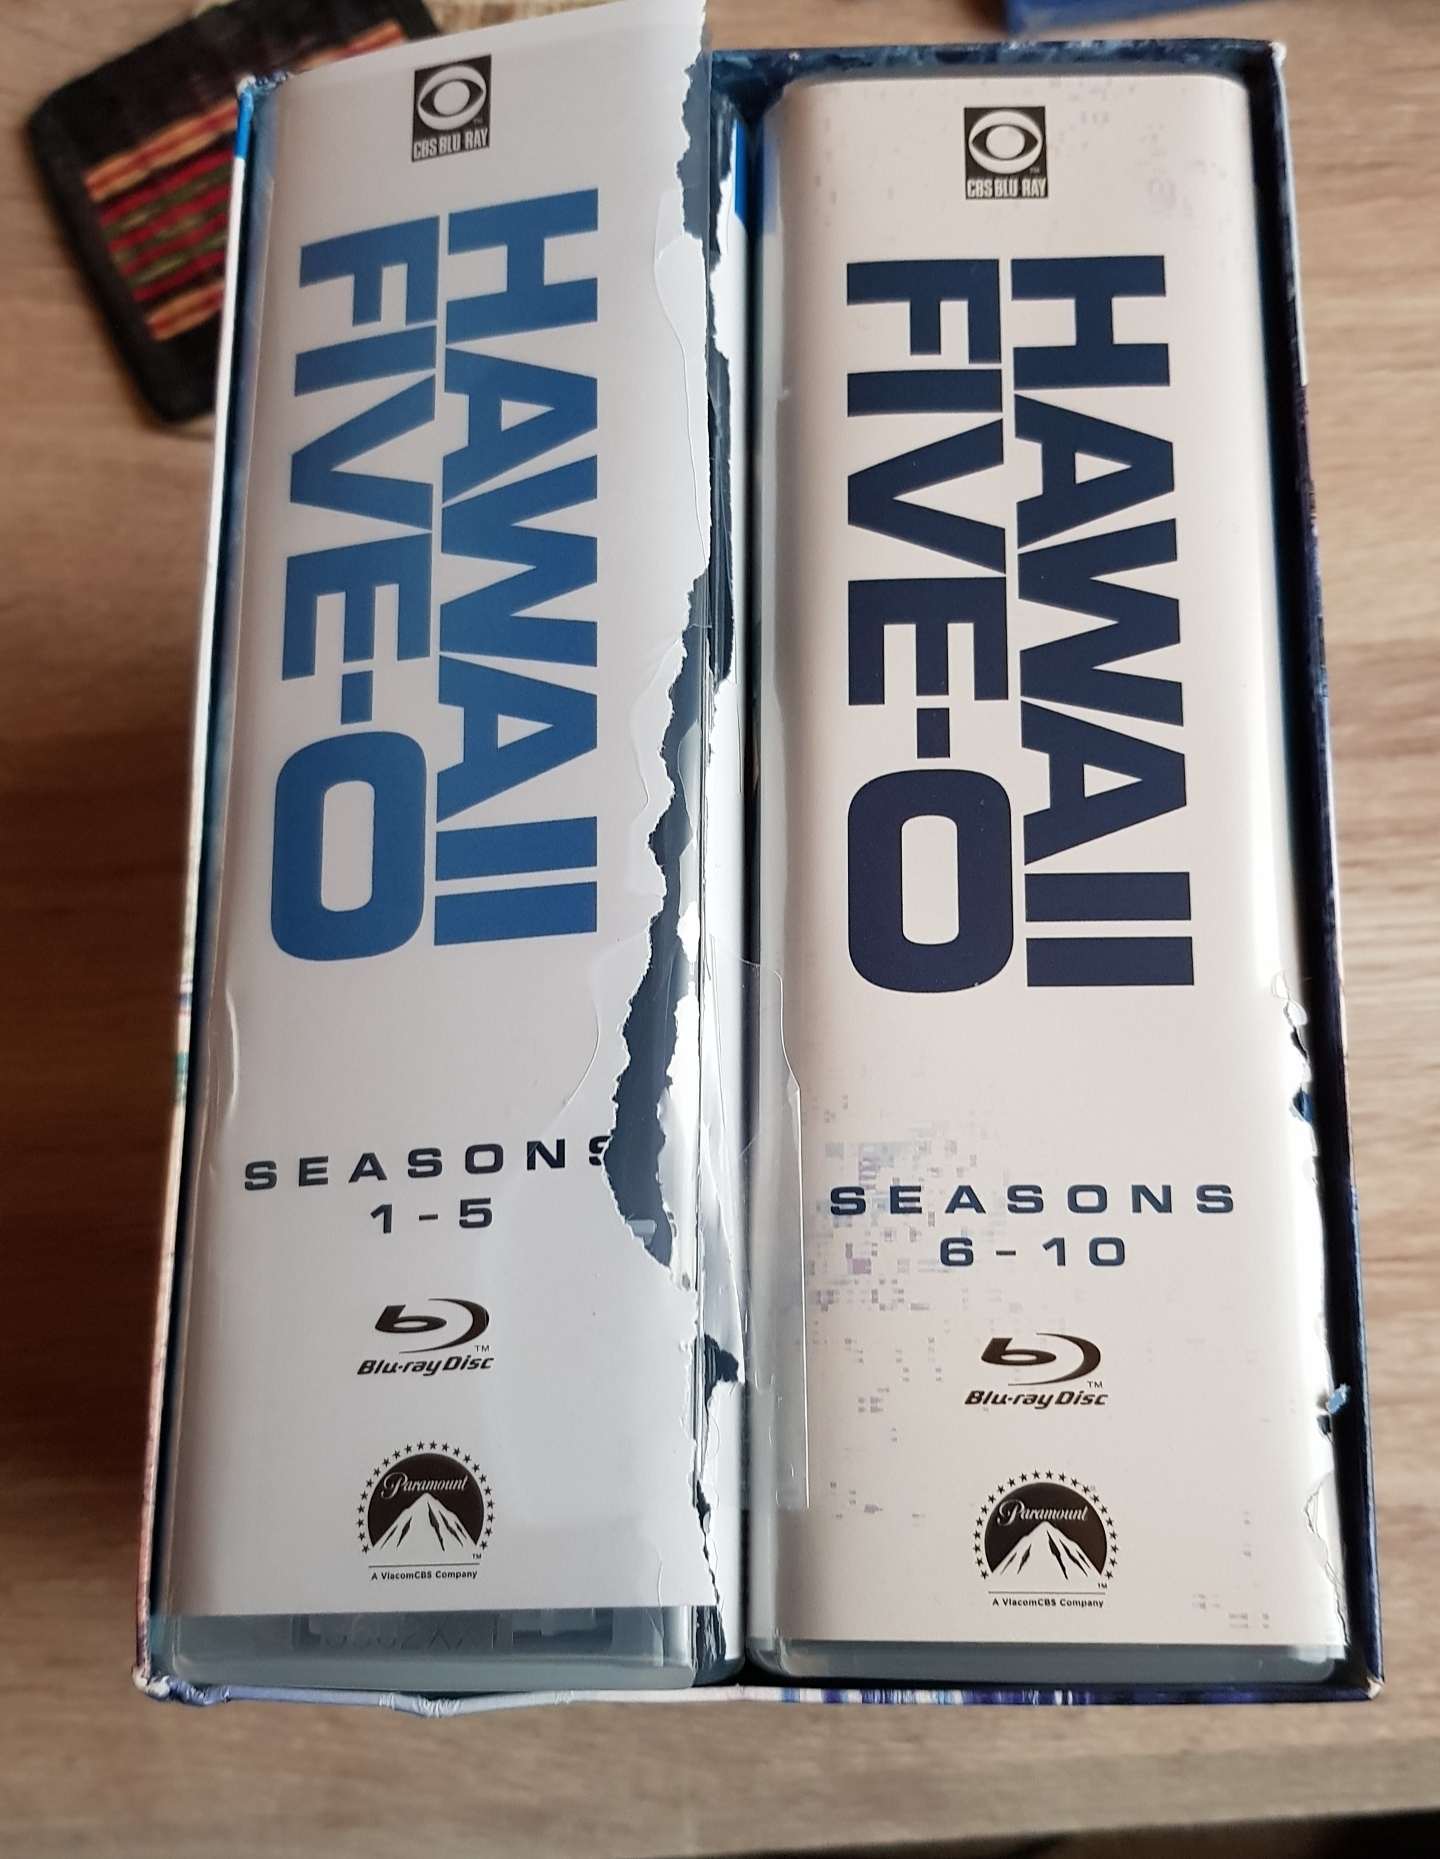 CBS BLU RAY
HAWAII
FIVE-O
SEASONS
1-5
Blu-ray Disc
Paramount
A ViacomCBS Company
CBS BLU RAY
HAWAII
FIVE-O
SEASONS
6-10
Blu-ray Disc
Paramount
A ViacomCBS Company